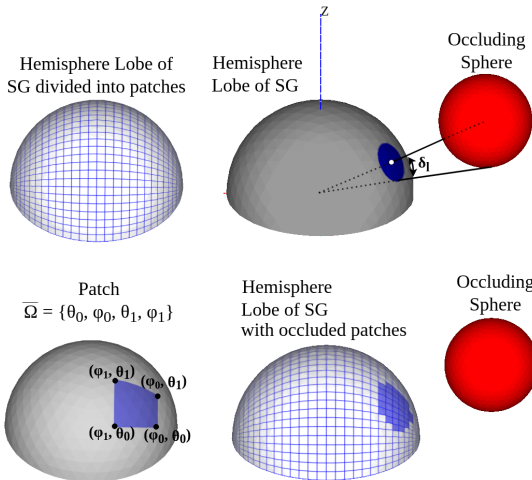 Hemisphere Lobe of
SG divided into patches
Z
Hemisphere
Lobe of SG
Occluding
Sphere
δₗ
Patch
Ω̅ = {θ₀, φ₀, θ₁, φ₁}
(φ₁, θ₁)
(φ₀, θ₁)
(φ₁, θ₀)
(φ₀, θ₀)
Hemisphere
Lobe of SG
with occluded patches
Occluding
Sphere